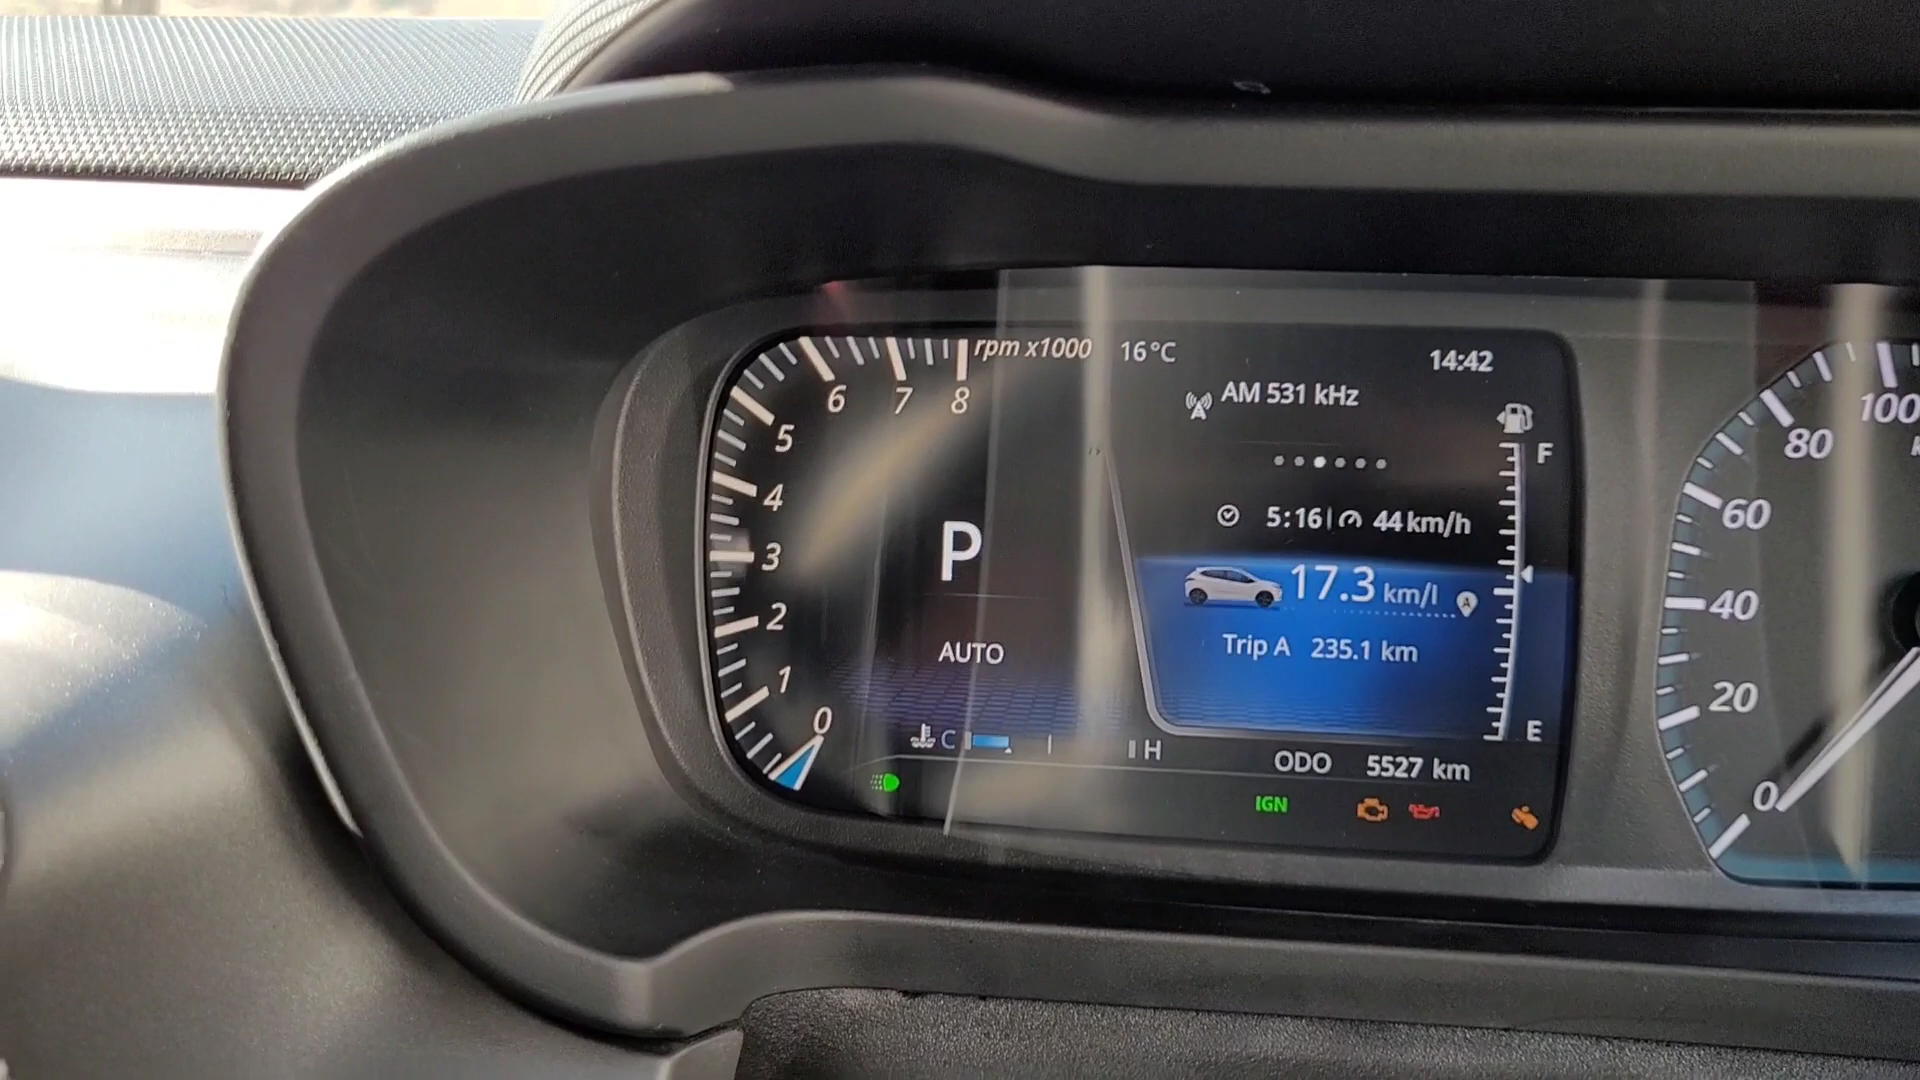 rpm x1000
16°C
14:42
AM 531 kHz
8
7
6
5
4
3
2
1
0
F
5:16
44 km/h
P
17.3 km/l
A
AUTO
Trip A 235.1 km
E
C
H
ODO 5527 km
IGN
100
80
60
40
20
0